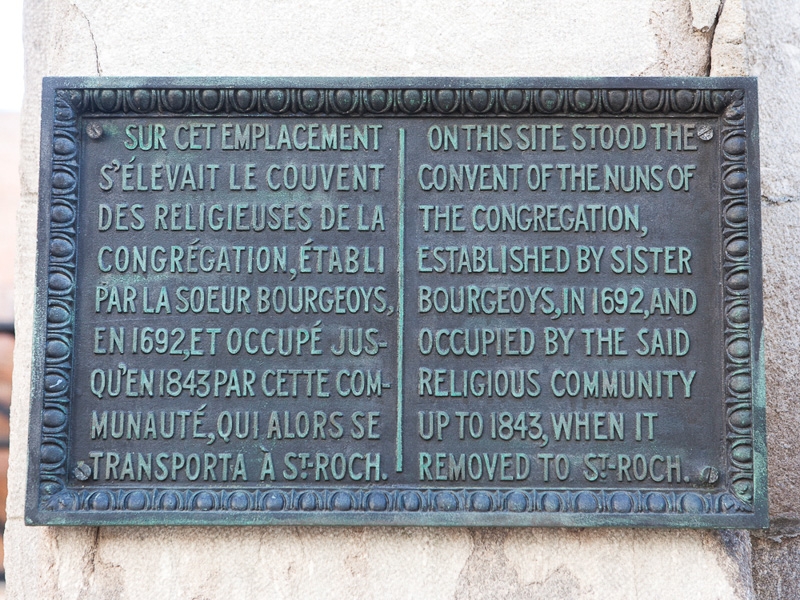 SUR CET EMPLACEMENT
S'ÉLEVAIT LE COUVENT
DES RELIGIEUSES DE LA
CONGRÉGATION, ÉTABLI
PAR LA SOEUR BOURGEOYS,
EN 1692, ET OCCUPÉ JUS-
QU'EN 1843 PAR CETTE COM-
MUNAUTÉ, QUI ALORS SE
TRANSPORTA À ST-ROCH.
ON THIS SITE STOOD THE
CONVENT OF THE NUNS OF
THE CONGREGATION,
ESTABLISHED BY SISTER
BOURGEOYS, IN 1692, AND
OCCUPIED BY THE SAID
RELIGIOUS COMMUNITY
UP TO 1843, WHEN IT
REMOVED TO ST-ROCH.